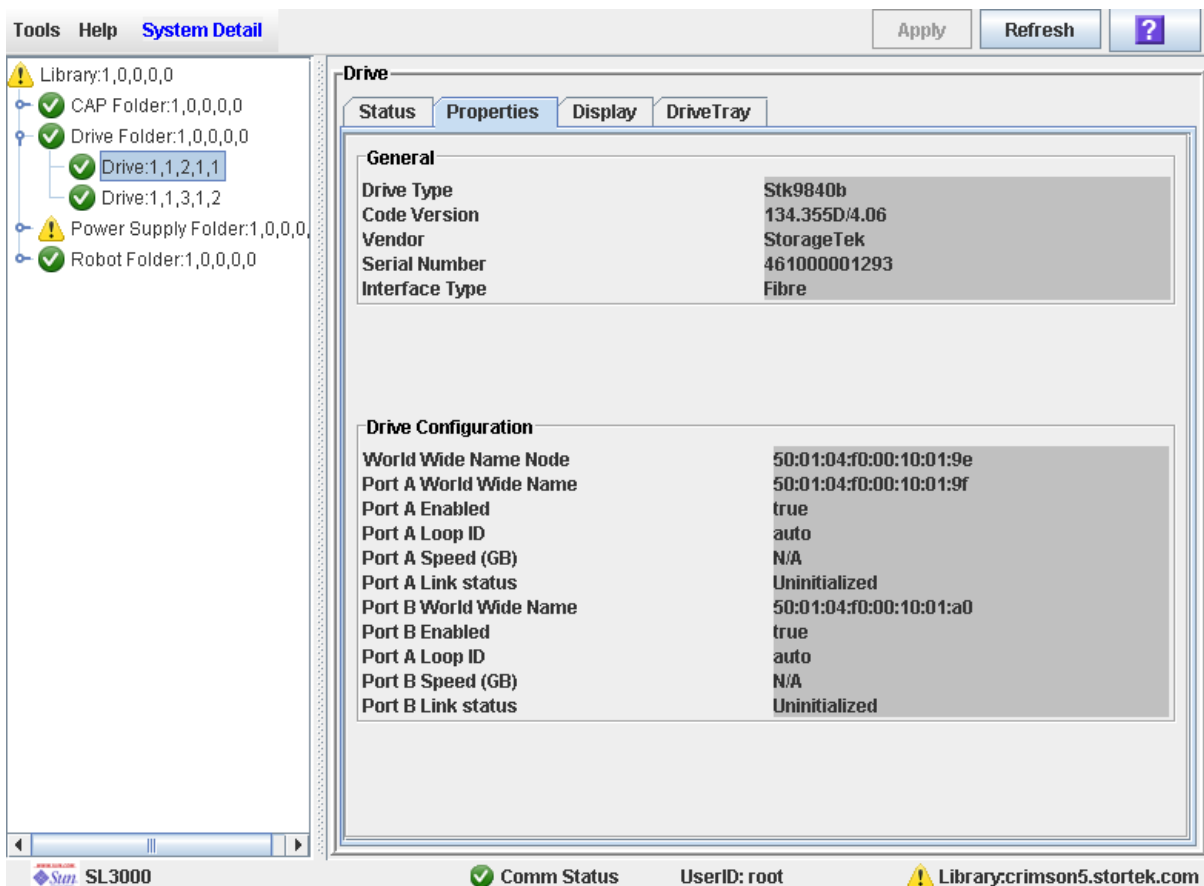 Tools Help System Detail
Apply Refresh ?
Library:1,0,0,0,0
CAP Folder:1,0,0,0,0
Drive Folder:1,0,0,0,0
Drive:1,1,2,1,1
Drive:1,1,3,1,2
Power Supply Folder:1,0,0,0,
Robot Folder:1,0,0,0,0
Drive
Status Properties Display DriveTray
General
Drive Type Stk9840b
Code Version 134.355D/4.06
Vendor StorageTek
Serial Number 461000001293
Interface Type Fibre
Drive Configuration
World Wide Name Node 50:01:04:f0:00:10:01:9e
Port A World Wide Name 50:01:04:f0:00:10:01:9f
Port A Enabled true
Port A Loop ID auto
Port A Speed (GB) N/A
Port A Link status Uninitialized
Port B World Wide Name 50:01:04:f0:00:10:01:a0
Port B Enabled true
Port A Loop ID auto
Port B Speed (GB) N/A
Port B Link status Uninitialized
Sun SL3000 Comm Status UserID: root Library:crimson5.stortek.com